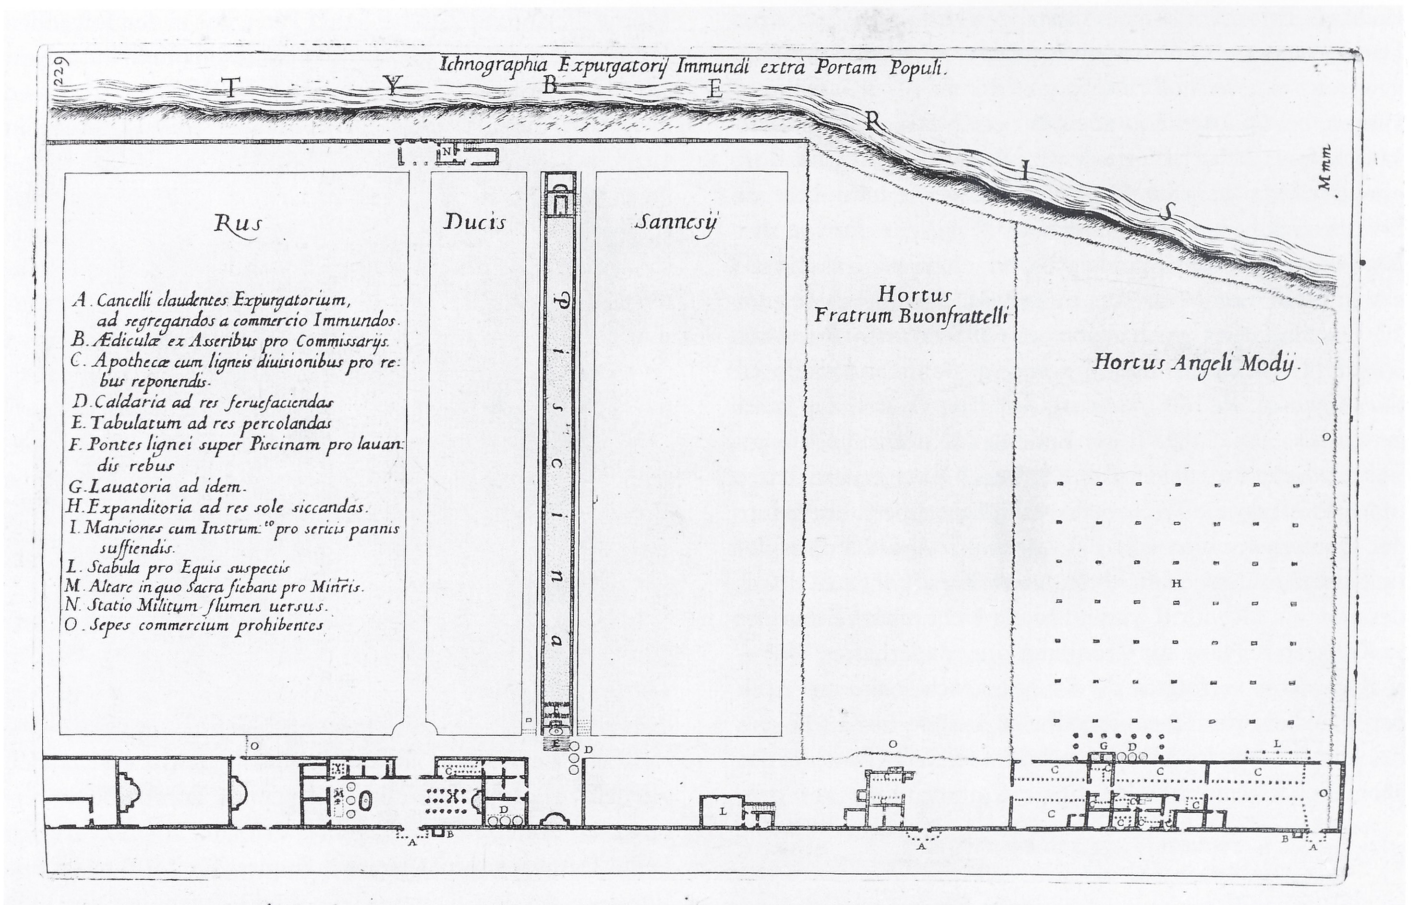 229
Ichnographia Expurgatorij Immundi extrà Portam Populi.
T Y B E R I S
Mmm
N
Rus Ducis Sannesij
Piscina
Hortus
Fratrum Buonfrattelli
Hortus Angeli Modij.
A. Cancelli claudentes Expurgatorium,
ad segregandos a commercio Immundos.
B. Ædiculæ ex Asseribus pro Commissarijs.
C. Apothecæ cum ligneis diuisionibus pro re:
bus reponendis.
D. Caldaria ad res feruefaciendas
E. Tabulatum ad res percolandas
F. Pontes lignei super Piscinam pro lauan:
dis rebus
G. Lauatoria ad idem.
H. Expanditoria ad res sole siccandas.
I. Mansiones cum Instrum.to pro sericis pannis
suffiendis.
L. Stabula pro Equis suspectis
M. Altare in quo Sacra fiebant pro Minr̃is.
N. Statio Militum flumen uersus.
O. Sepes commercium prohibentes
O
H
F
E D
O
O
G D L
C C C
I C
M
D
L
C
C C
O
C C
A B
A
B A